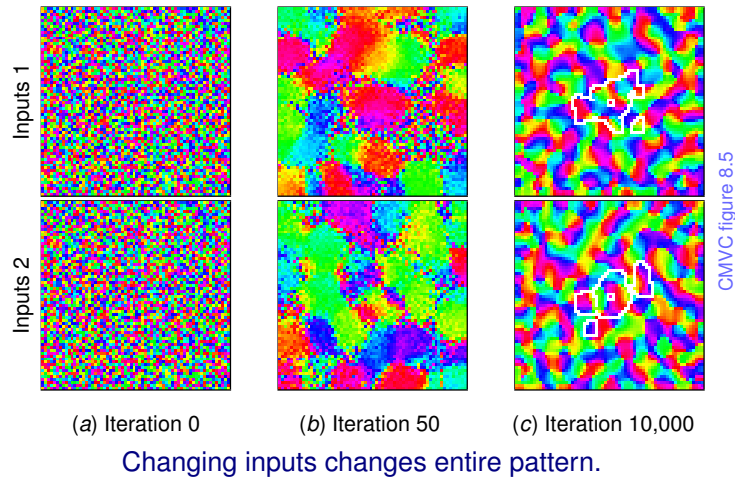 Inputs 1
Inputs 2
CMVC figure 8.5
(a) Iteration 0
(b) Iteration 50
(c) Iteration 10,000
Changing inputs changes entire pattern.